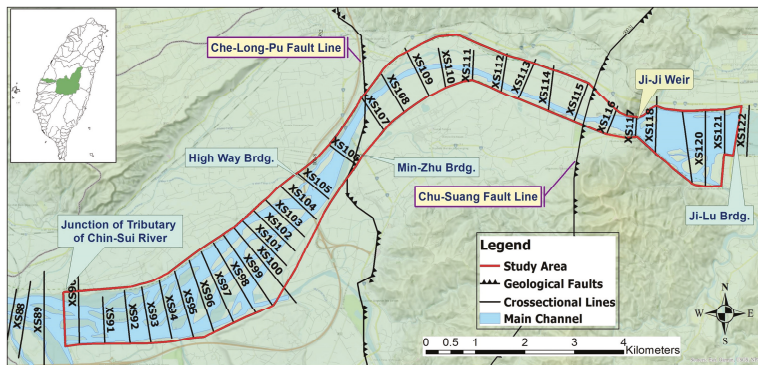 Che-Long-Pu Fault Line
Ji-Ji Weir
High Way Brdg.
Min-Zhu Brdg.
Chu-Suang Fault Line
Ji-Lu Brdg.
Junction of Tributary
of Chin-Sui River
XS88
XS89
XS90
XS91
XS92
XS93
XS94
XS95
XS96
XS97
XS98
XS99
XS100
XS101
XS102
XS103
XS104
XS105
XS106
XS107
XS108
XS109
XS110
XS111
XS112
XS113
XS114
XS115
XS116
XS117
XS118
XS120
XS121
XS122
Legend
Study Area
Geological Faults
Crossectional Lines
Main Channel
0 0.5 1 2 3 4
Kilometers
N
W E
S